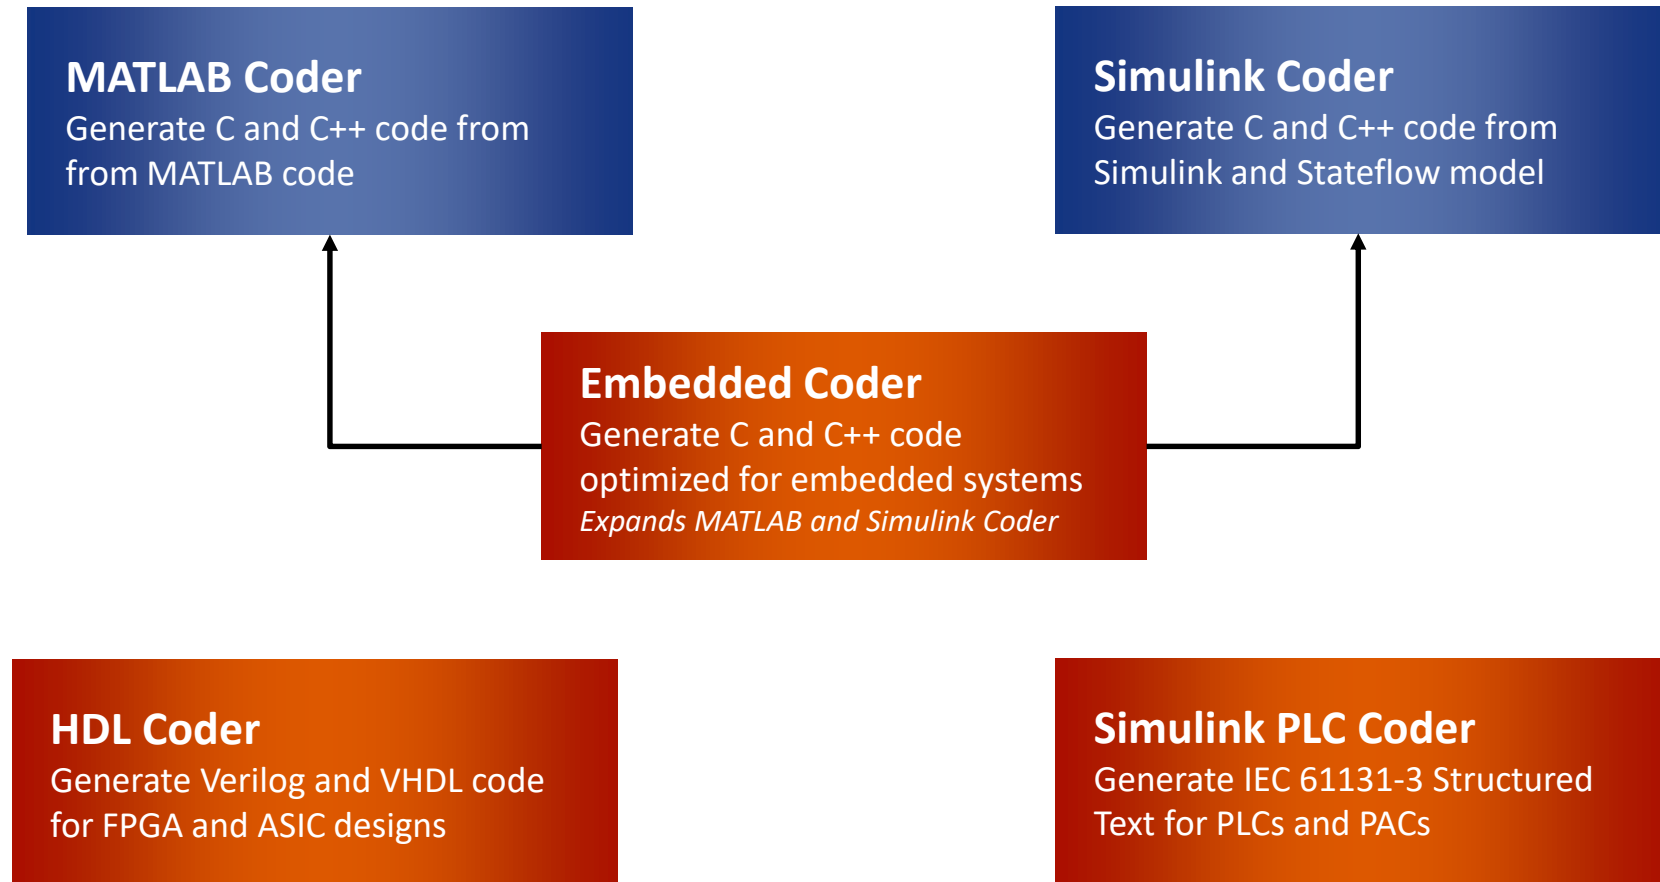 MATLAB Coder
Generate C and C++ code from
from MATLAB code
Simulink Coder
Generate C and C++ code from
Simulink and Stateflow model
Embedded Coder
Generate C and C++ code
optimized for embedded systems
Expands MATLAB and Simulink Coder
HDL Coder
Generate Verilog and VHDL code
for FPGA and ASIC designs
Simulink PLC Coder
Generate IEC 61131-3 Structured
Text for PLCs and PACs